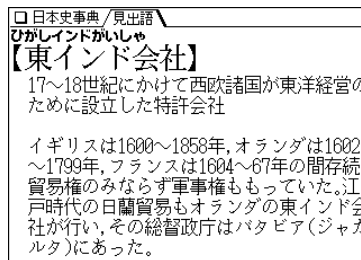 日本史事典/見出語
ひがしインドがいしゃ
【東インド会社】
17～18世紀にかけて西欧諸国が東洋経営の
ために設立した特許会社
イギリスは1600～1858年,オランダは1602
～1799年,フランスは1604～67年の間存続
貿易権のみならず軍事権ももっていた｡江
戸時代の日蘭貿易もオランダの東インド会
社が行い,その総督政庁はバタビア(ジャカ
ルタ)にあった。